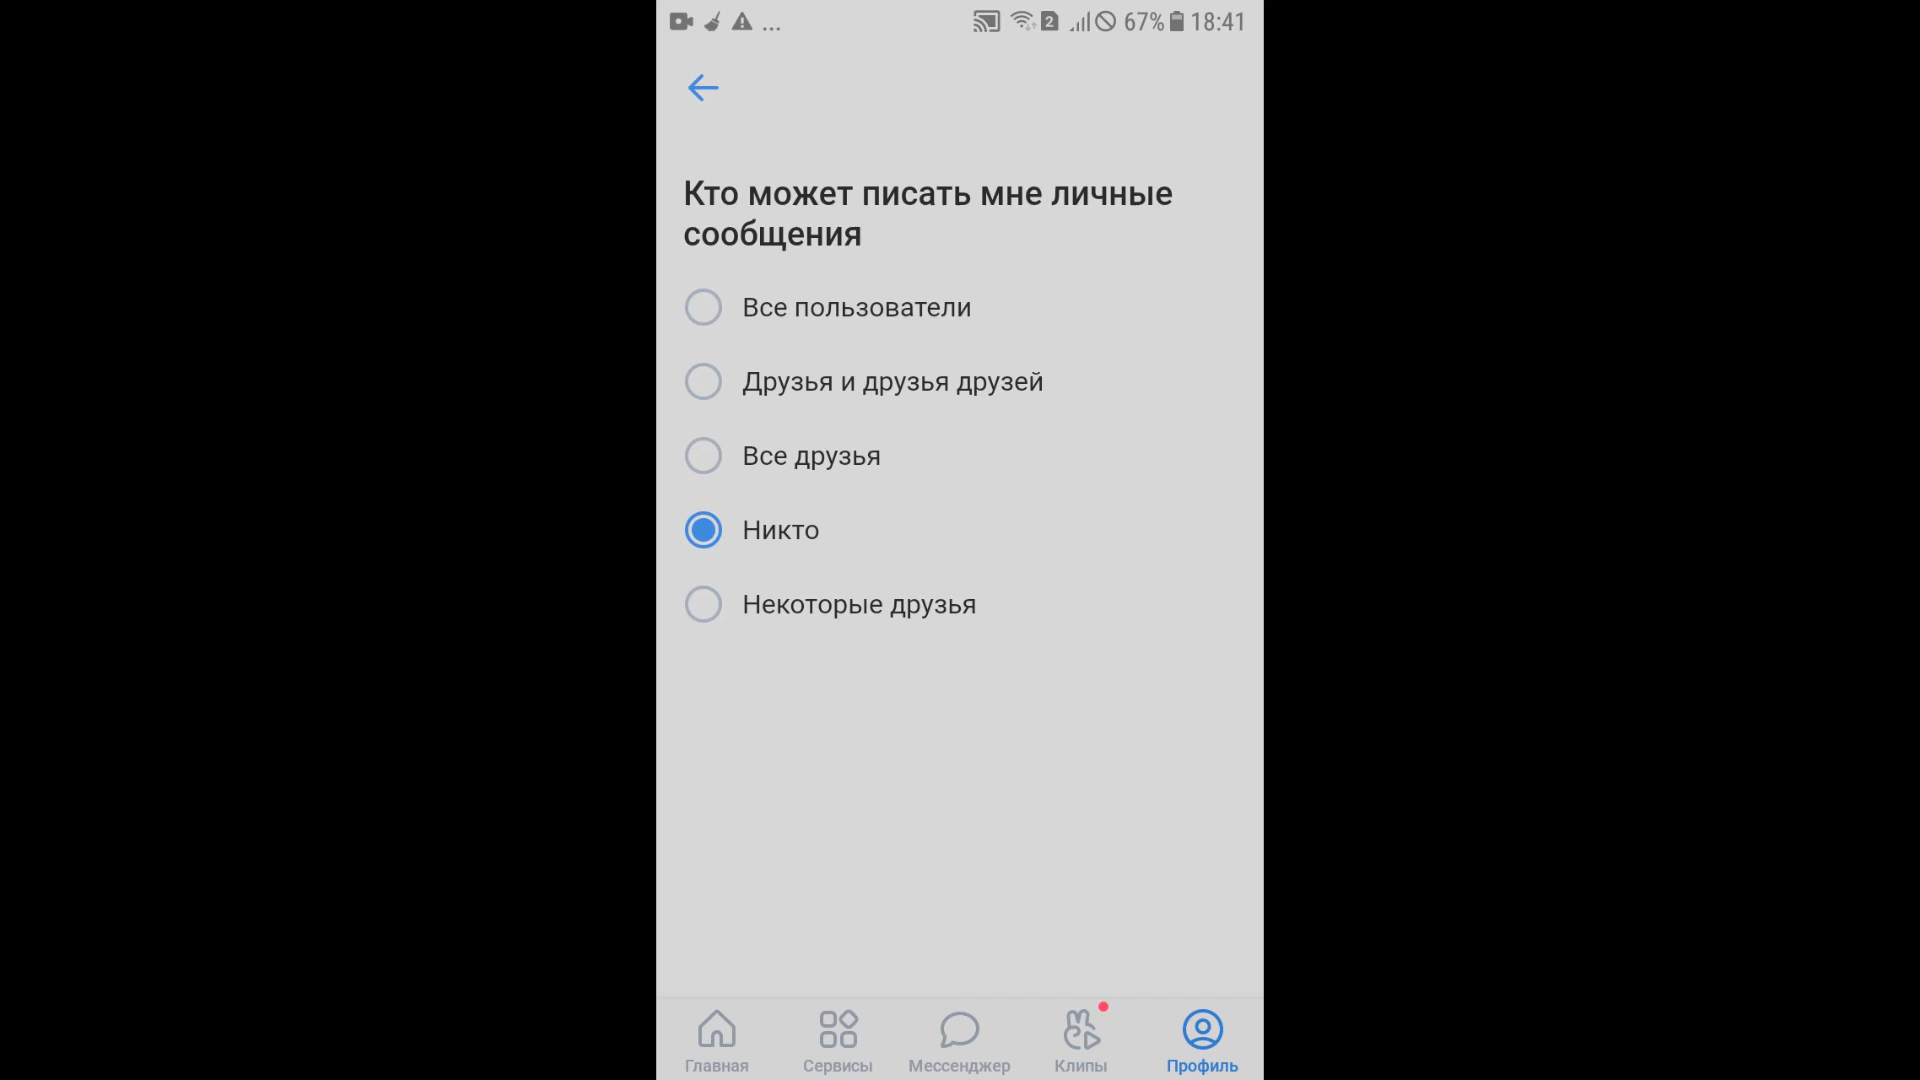 ... 2 67% 18:41
Кто может писать мне личные
сообщения
Все пользователи
Друзья и друзья друзей
Все друзья
Никто
Некоторые друзья
Главная Сервисы Мессенджер Клипы Профиль